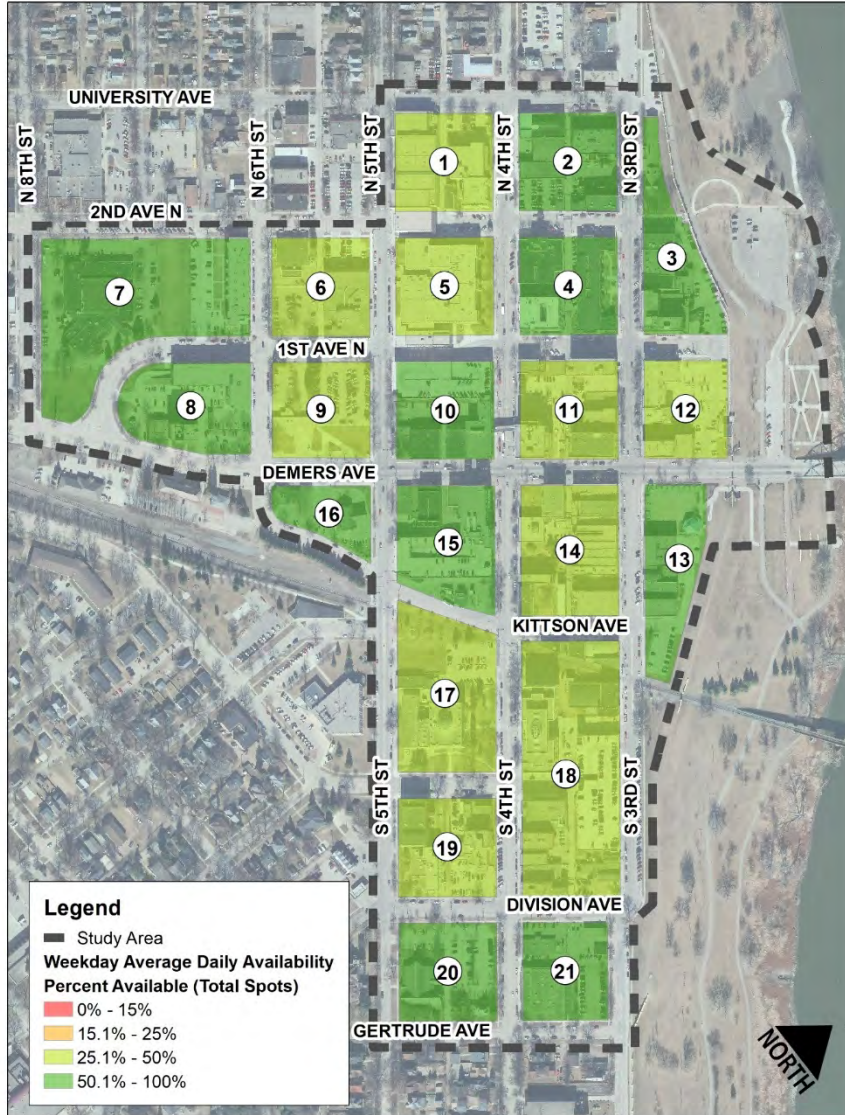 UNIVERSITY AVE
N 8TH ST
N 6TH ST
N 5TH ST
N 4TH ST
N 3RD ST
2ND AVE N
1
2
3
7
6
5
4
1ST AVE N
8
9
10
11
12
DEMERS AVE
16
15
14
13
KITTSON AVE
17
18
S 5TH ST
S 4TH ST
S 3RD ST
19
DIVISION AVE
20
21
GERTRUDE AVE
Legend
Study Area
Weekday Average Daily Availability
Percent Available (Total Spots)
0% - 15%
15.1% - 25%
25.1% - 50%
50.1% - 100%
NORTH